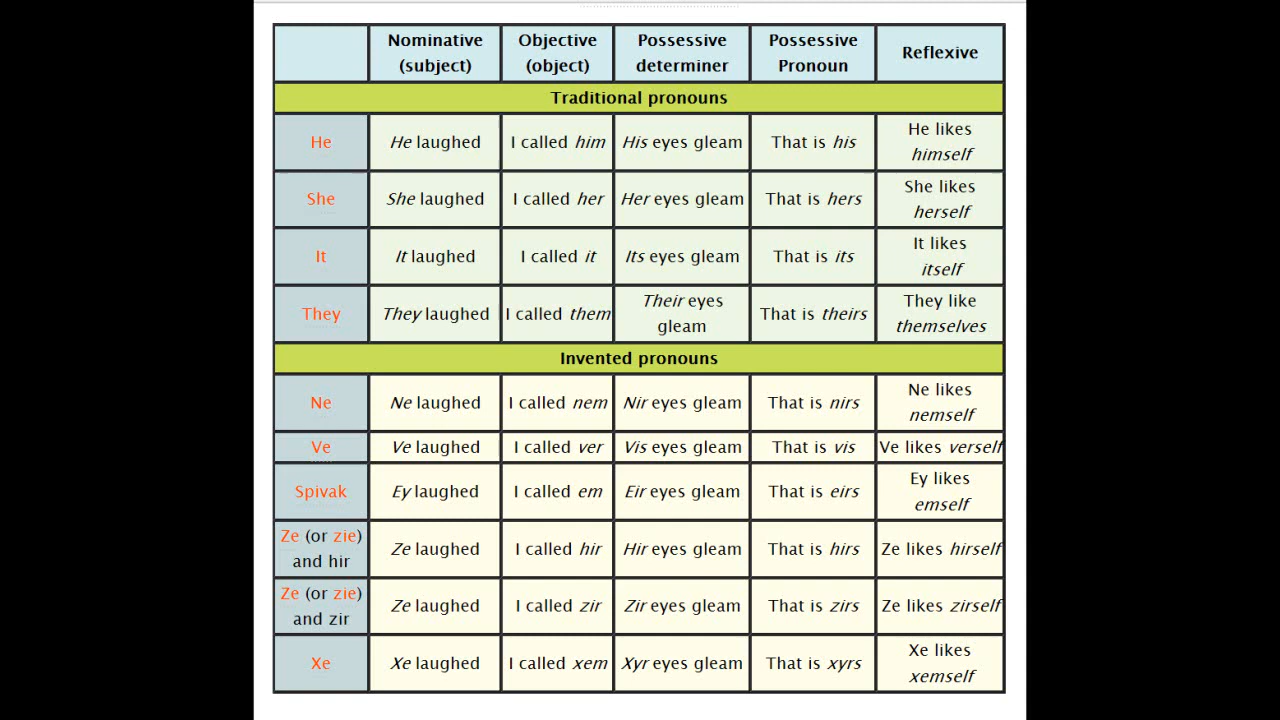 Nominative (subject) Objective (object) Possessive determiner Possessive Pronoun Reflexive
Traditional pronouns
He He laughed I called him His eyes gleam That is his He likes himself
She She laughed I called her Her eyes gleam That is hers She likes herself
It It laughed I called it Its eyes gleam That is its It likes itself
They They laughed I called them Their eyes gleam That is theirs They like themselves
Invented pronouns
Ne Ne laughed I called nem Nir eyes gleam That is nirs Ne likes nemself
Ve Ve laughed I called ver Vis eyes gleam That is vis Ve likes verself
Spivak Ey laughed I called em Eir eyes gleam That is eirs Ey likes emself
Ze (or zie) and hir Ze laughed I called hir Hir eyes gleam That is hirs Ze likes hirself
Ze (or zie) and zir Ze laughed I called zir Zir eyes gleam That is zirs Ze likes zirself
Xe Xe laughed I called xem Xyr eyes gleam That is xyrs Xe likes xemself